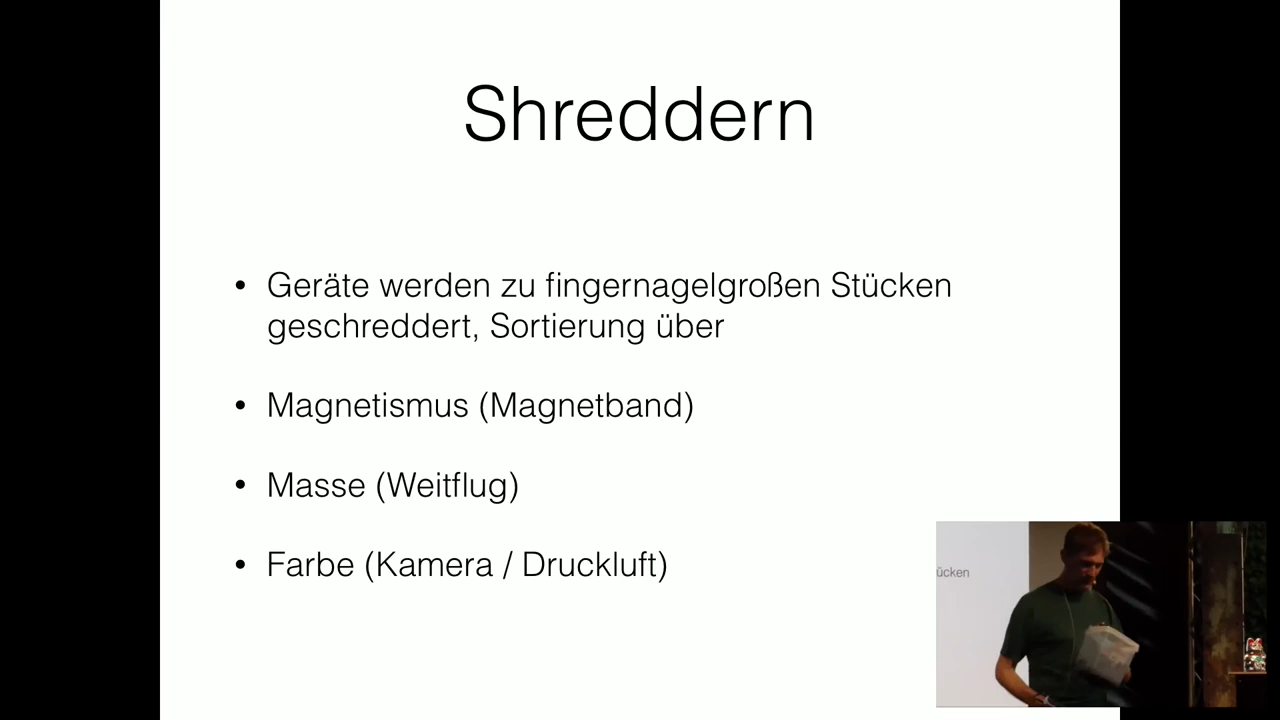 Shreddern
• Geräte werden zu fingernagelgroßen Stücken
geschreddert, Sortierung über
• Magnetismus (Magnetband)
• Masse (Weitflug)
• Farbe (Kamera / Druckluft)
ücken